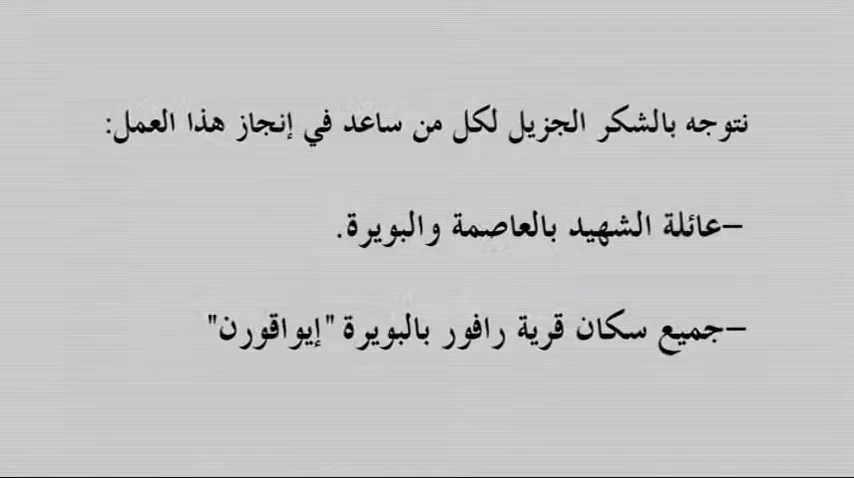 نتوجه بالشكر الجزيل لكل من ساعد في إنجاز هذا العمل:
-عائلة الشهيد بالعاصمة والبويرة.
-جميع سكان قرية رافور بالبويرة "إيواقورن"